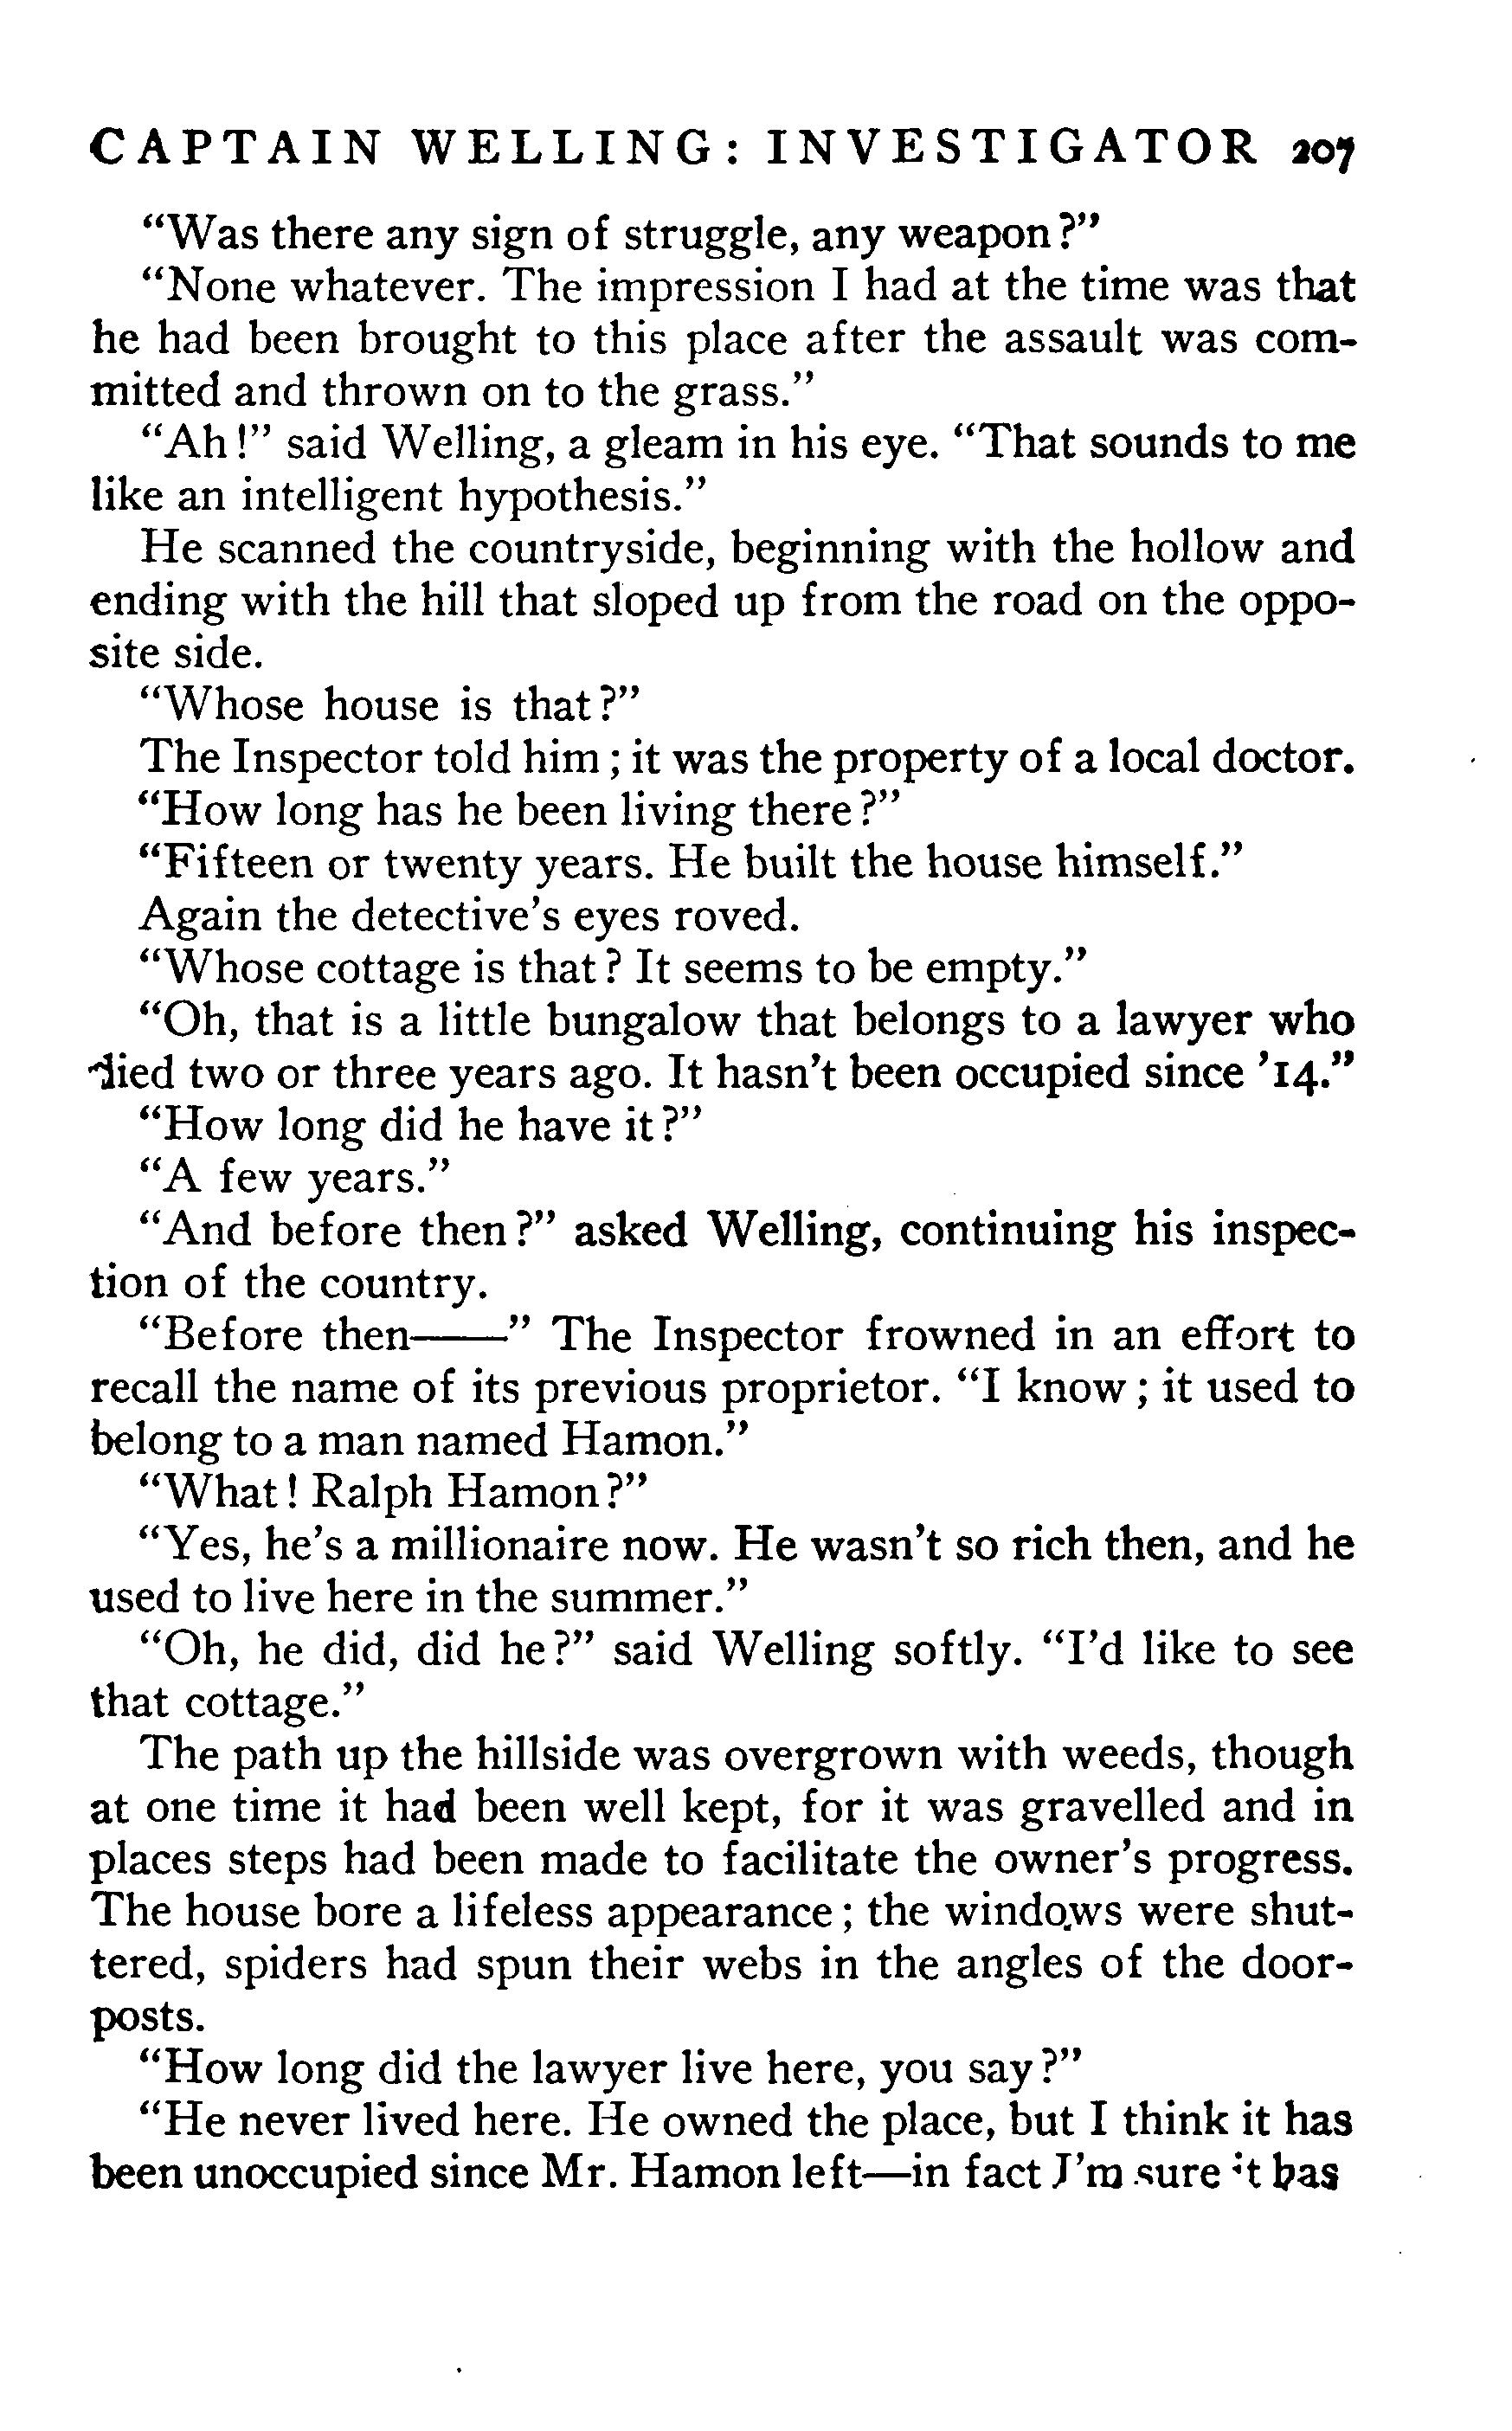 CAPTAIN WELLING: INVESTIGATOR 207
“Was there any sign of struggle, any weapon?”
“None whatever. The impression I had at the time was that
he had been brought to this place after the assault was com-
mitted and thrown on to the grass.”
“Ah!” said Welling, a gleam in his eye. “That sounds to me
like an intelligent hypothesis.”
He scanned the countryside, beginning with the hollow and
ending with the hill that sloped up from the road on the oppo-
site side.
“Whose house is that?”
The Inspector told him; it was the property of a local doctor.
“How long has he been living there?”
“Fifteen or twenty years. He built the house himself.”
Again the detective’s eyes roved.
“Whose cottage is that? It seems to be empty.”
“Oh, that is a little bungalow that belongs to a lawyer who
died two or three years ago. It hasn’t been occupied since ’14.”
“How long did he have it?”
“A few years.”
“And before then?” asked Welling, continuing his inspec-
tion of the country.
“Before then——” The Inspector frowned in an effort to
recall the name of its previous proprietor. “I know; it used to
belong to a man named Hamon.”
“What! Ralph Hamon?”
“Yes, he’s a millionaire now. He wasn’t so rich then, and he
used to live here in the summer.”
“Oh, he did, did he?” said Welling softly. “I’d like to see
that cottage.”
The path up the hillside was overgrown with weeds, though
at one time it had been well kept, for it was gravelled and in
places steps had been made to facilitate the owner’s progress.
The house bore a lifeless appearance; the windows were shut-
tered, spiders had spun their webs in the angles of the door-
posts.
“How long did the lawyer live here, you say?”
“He never lived here. He owned the place, but I think it has
been unoccupied since Mr. Hamon left—in fact I’m sure it has